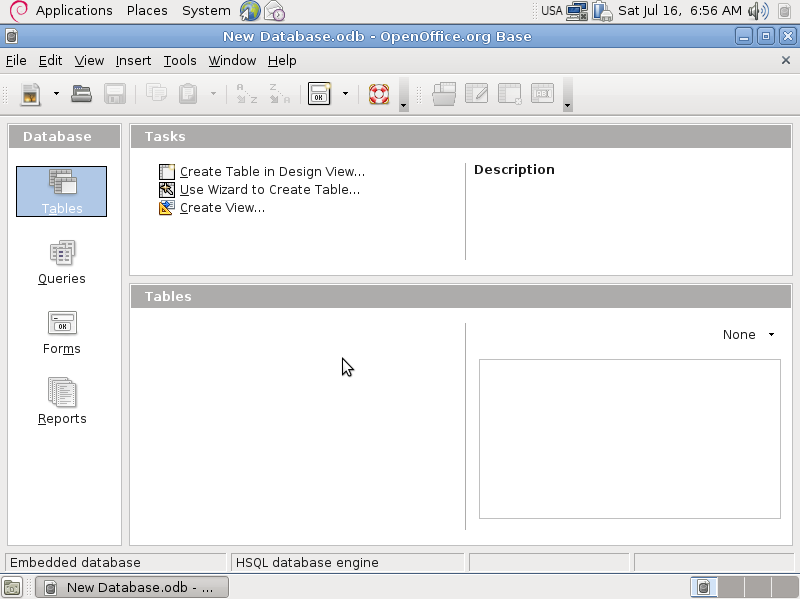 Applications Places System USA Sat Jul 16, 6:56 AM
New Database.odb - OpenOffice.org Base
File Edit View Insert Tools Window Help
Database
Tables
Queries
Forms
Reports
Tasks
Create Table in Design View...
Use Wizard to Create Table...
Create View...
Description
Tables
None
Embedded database HSQL database engine
New Database.odb - ...